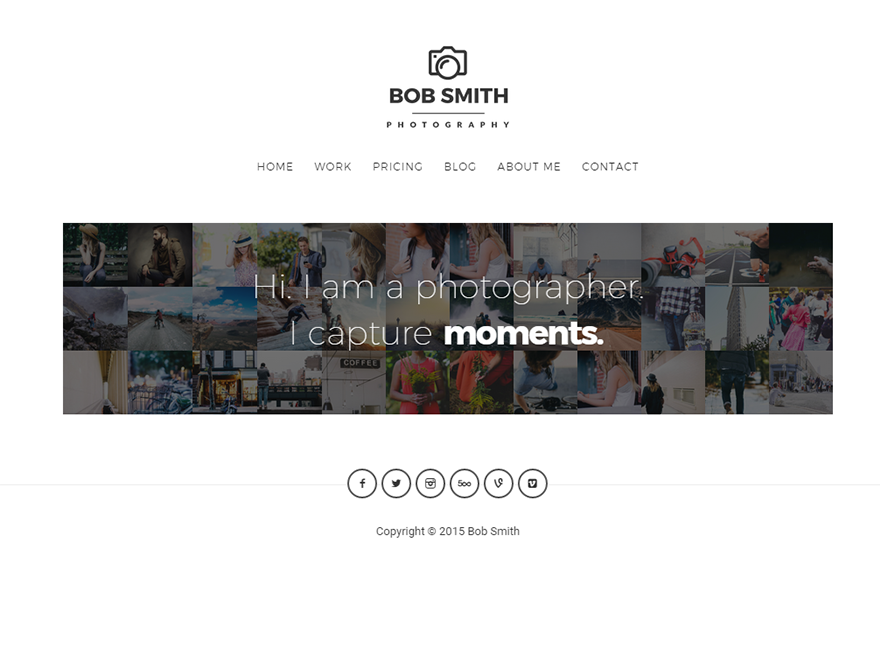 BOB SMITH
PHOTOGRAPHY
HOME WORK PRICING BLOG ABOUT ME CONTACT
Hi. I am a photographer.
I capture moments.
COFFEE
500
Copyright © 2015 Bob Smith